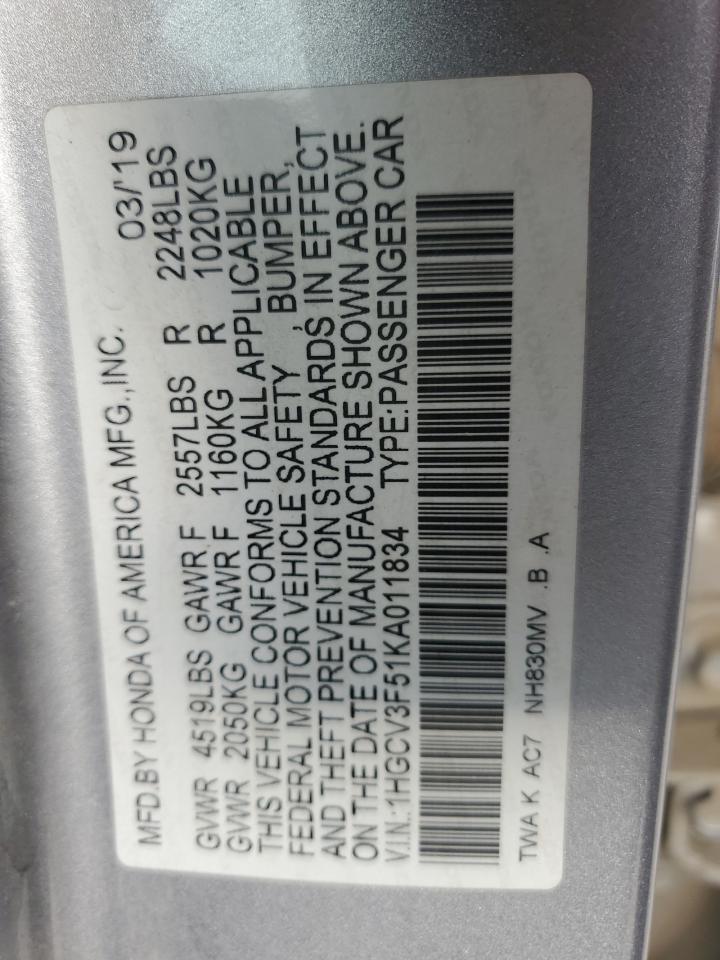 MFD.BY HONDA OF AMERICA MFG.,INC. 03/'19
GVWR 4519LBS GAWR F 2557LBS R 2248LBS
GVWR 2050KG GAWR F 1160KG R 1020KG
THIS VEHICLE CONFORMS TO ALL APPLICABLE
FEDERAL MOTOR VEHICLE SAFETY , BUMPER,
AND THEFT PREVENTION STANDARDS IN EFFECT
ON THE DATE OF MANUFACTURE SHOWN ABOVE.
V.I.N.:1HGCV3F51KA011834 TYPE:PASSENGER CAR
TWA K AC7 NH830MV .B .A